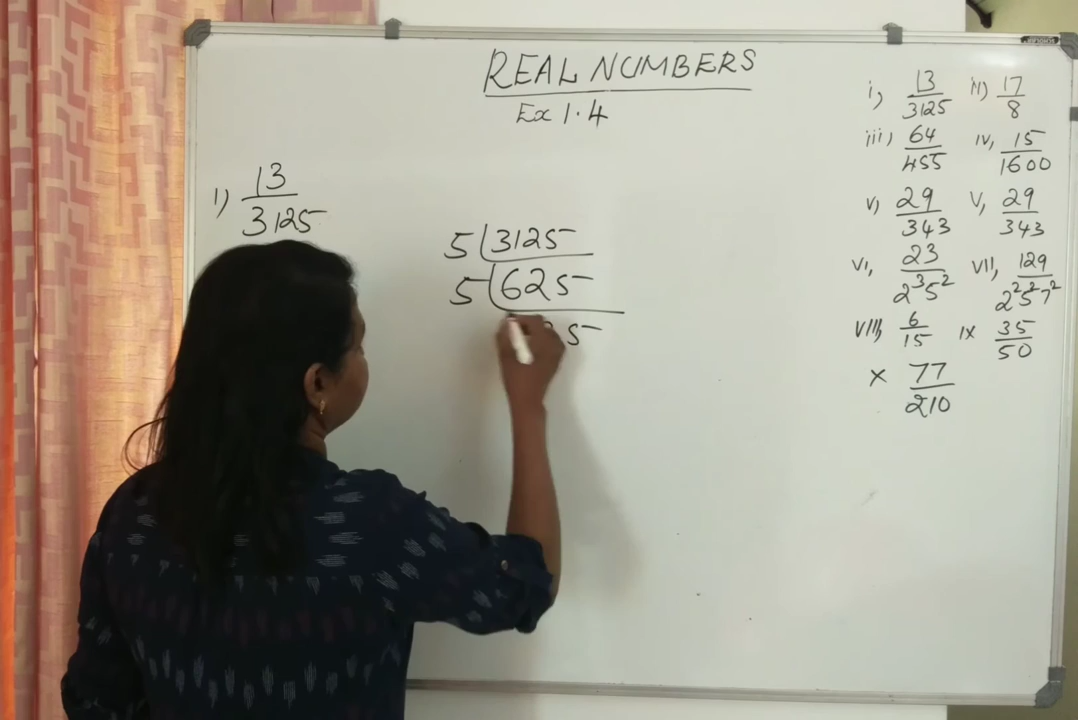 REAL NUMBERS
Ex 1.4
i) 13/3125 ii) 17/8
iii) 64/455 iv, 15/1600
v) 29/343 v, 29/343
vi, 23/2³5² vii, 129/2²5²7²
viii, 6/15 ix 35/50
x 77/210
1) 13/3125
5 3125
5 625
5